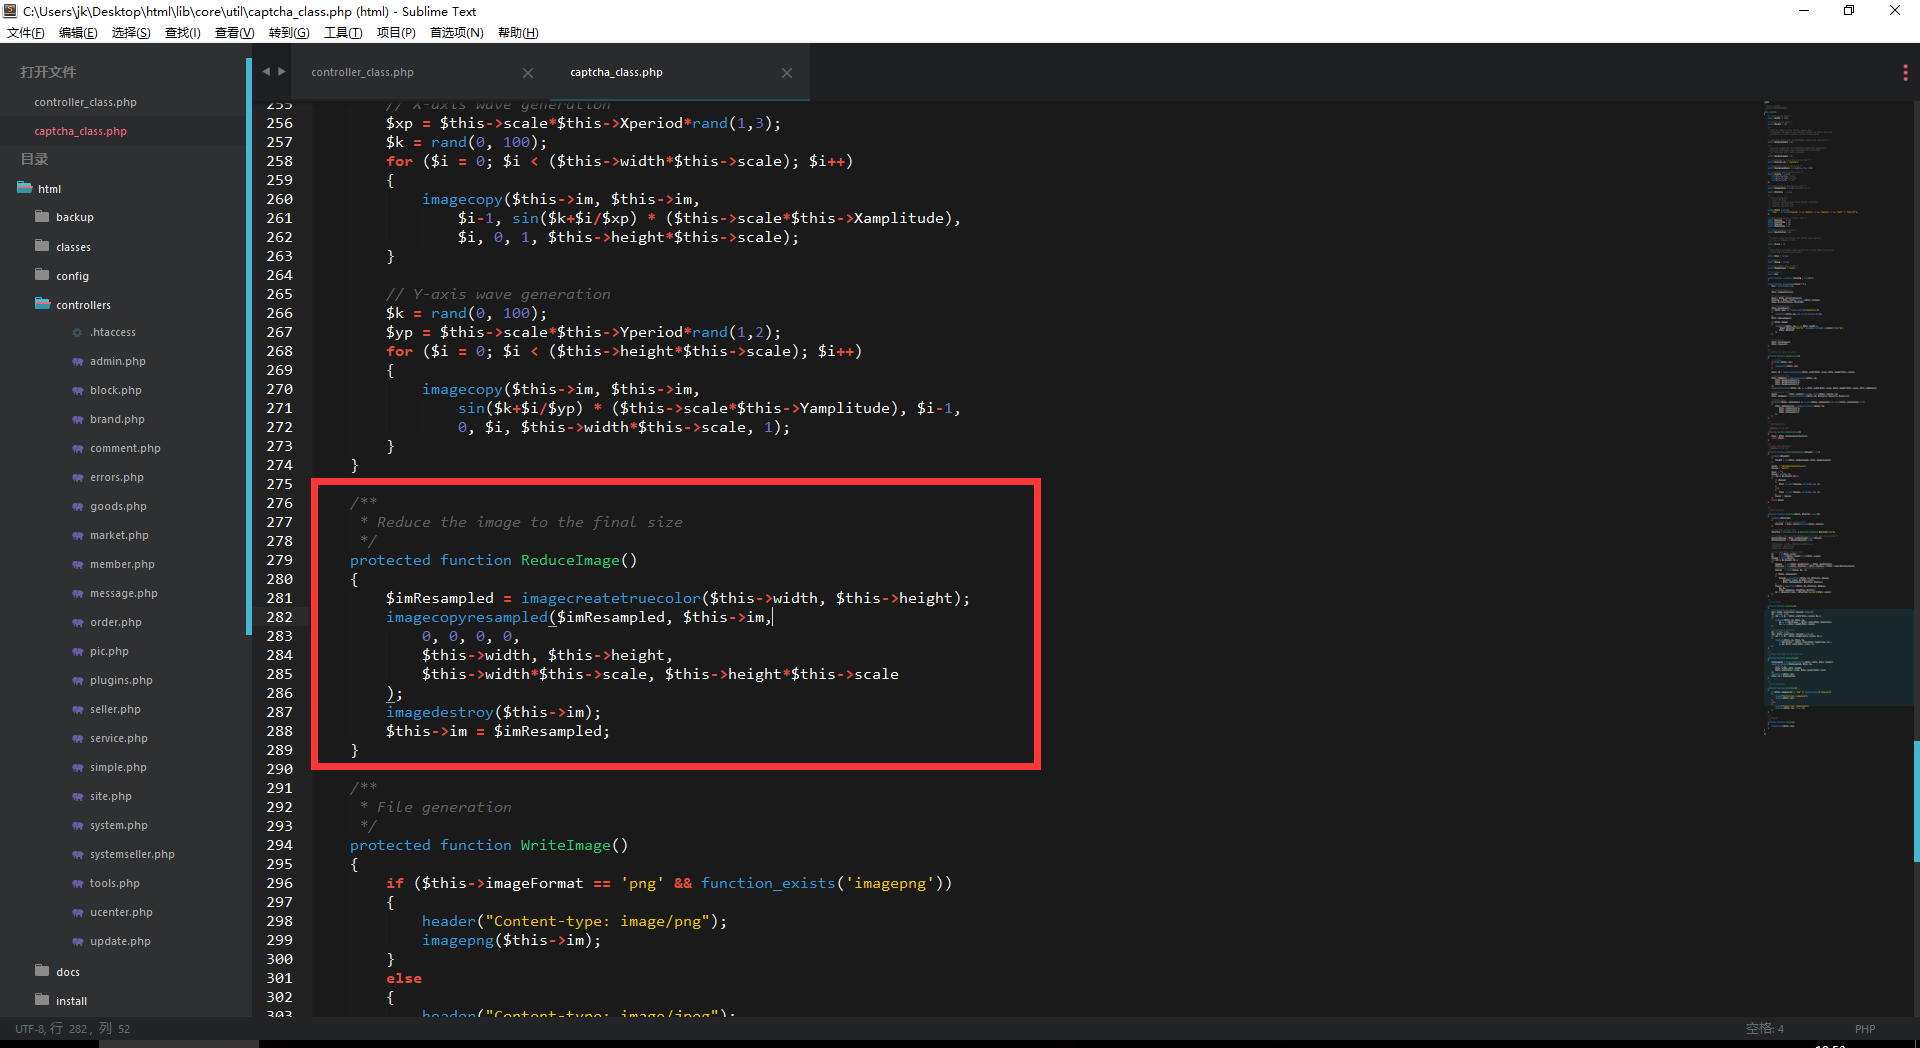 C:\Users\jk\Desktop\html\lib\core\util\captcha_class.php (html) - Sublime Text
文件(F) 编辑(E) 选择(S) 查找(I) 查看(V) 转到(G) 工具(T) 项目(P) 首选项(N) 帮助(H)
打开文件
controller_class.php
captcha_class.php
目录
html
backup
classes
config
controllers
.htaccess
admin.php
block.php
brand.php
comment.php
errors.php
goods.php
market.php
member.php
message.php
order.php
pic.php
plugins.php
seller.php
service.php
simple.php
site.php
system.php
systemseller.php
tools.php
ucenter.php
update.php
docs
install
controller_class.php captcha_class.php
255 // X-axis wave generation
256 $xp = $this->scale*$this->Xperiod*rand(1,3);
257 $k = rand(0, 100);
258 for ($i = 0; $i < ($this->width*$this->scale); $i++)
259 {
260 imagecopy($this->im, $this->im,
261 $i-1, sin($k+$i/$xp) * ($this->scale*$this->Xamplitude),
262 $i, 0, 1, $this->height*$this->scale);
263 }
264
265 // Y-axis wave generation
266 $k = rand(0, 100);
267 $yp = $this->scale*$this->Yperiod*rand(1,2);
268 for ($i = 0; $i < ($this->height*$this->scale); $i++)
269 {
270 imagecopy($this->im, $this->im,
271 sin($k+$i/$yp) * ($this->scale*$this->Yamplitude), $i-1,
272 0, $i, $this->width*$this->scale, 1);
273 }
274 }
275
276 /**
277 * Reduce the image to the final size
278 */
279 protected function ReduceImage()
280 {
281 $imResampled = imagecreatetruecolor($this->width, $this->height);
282 imagecopyresampled($imResampled, $this->im,
283 0, 0, 0, 0,
284 $this->width, $this->height,
285 $this->width*$this->scale, $this->height*$this->scale
286 );
287 imagedestroy($this->im);
288 $this->im = $imResampled;
289 }
290
291 /**
292 * File generation
293 */
294 protected function WriteImage()
295 {
296 if ($this->imageFormat == 'png' && function_exists('imagepng'))
297 {
298 header("Content-type: image/png");
299 imagepng($this->im);
300 }
301 else
302 {
303 header("Content-type: image/jpeg");
UTF-8, 行 282, 列 52 空格: 4 PHP